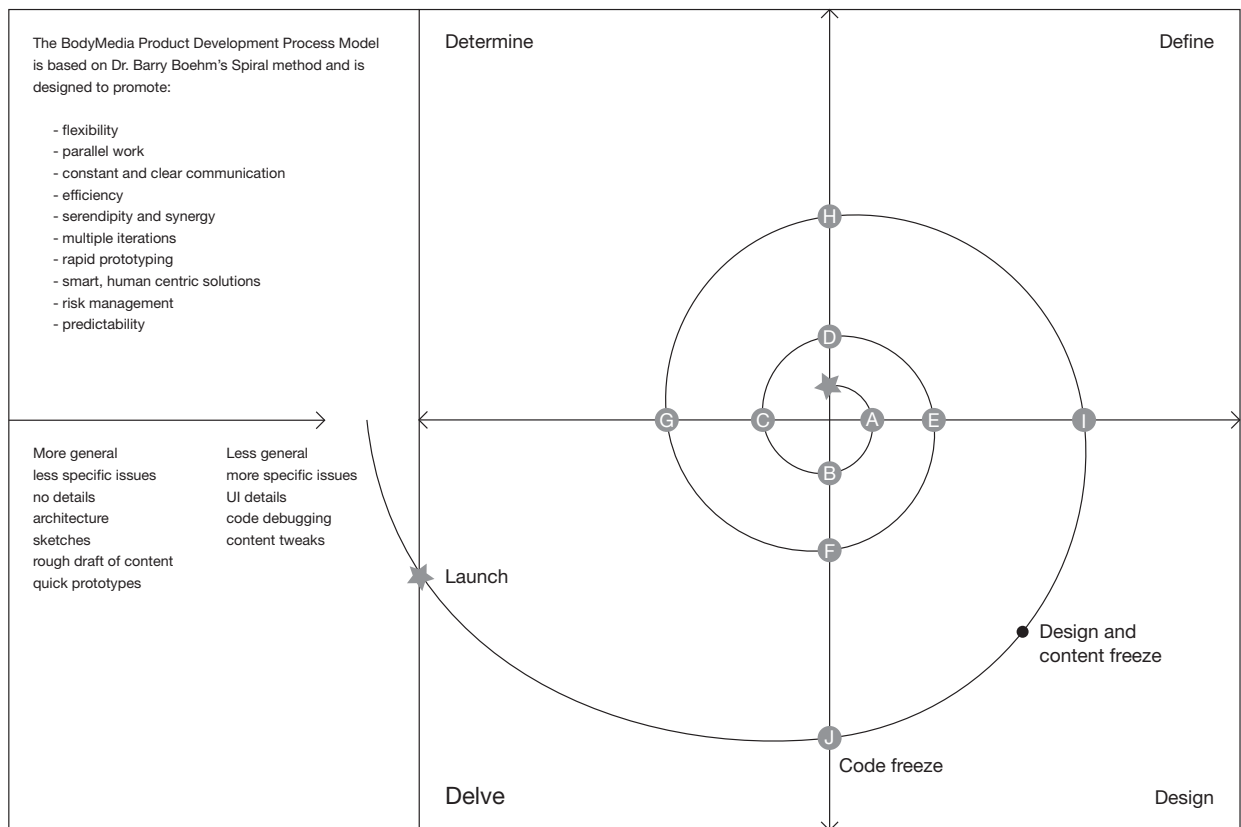 The BodyMedia Product Development Process Model
is based on Dr. Barry Boehm's Spiral method and is
designed to promote:
- flexibility
- parallel work
- constant and clear communication
- efficiency
- serendipity and synergy
- multiple iterations
- rapid prototyping
- smart, human centric solutions
- risk management
- predictability
Determine
Define
H
D
G
C
A
E
I
B
F
More general
less specific issues
no details
architecture
sketches
rough draft of content
quick prototypes
Less general
more specific issues
UI details
code debugging
content tweaks
Launch
Design and
content freeze
J
Code freeze
Delve
Design